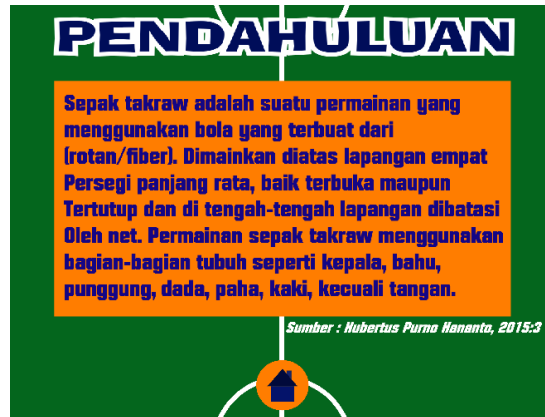 PENDAHULUAN
Sepak takraw adalah suatu permainan yang
menggunakan bola yang terbuat dari
(rotan/fiber). Dimainkan diatas lapangan empat
Persegi panjang rata, baik terbuka maupun
Tertutup dan di tengah-tengah lapangan dibatasi
Oleh net. Permainan sepak takraw menggunakan
bagian-bagian tubuh seperti kepala, bahu,
punggung, dada, paha, kaki, kecuali tangan.
Sumber : Hubertus Purno Hananto, 2015:3